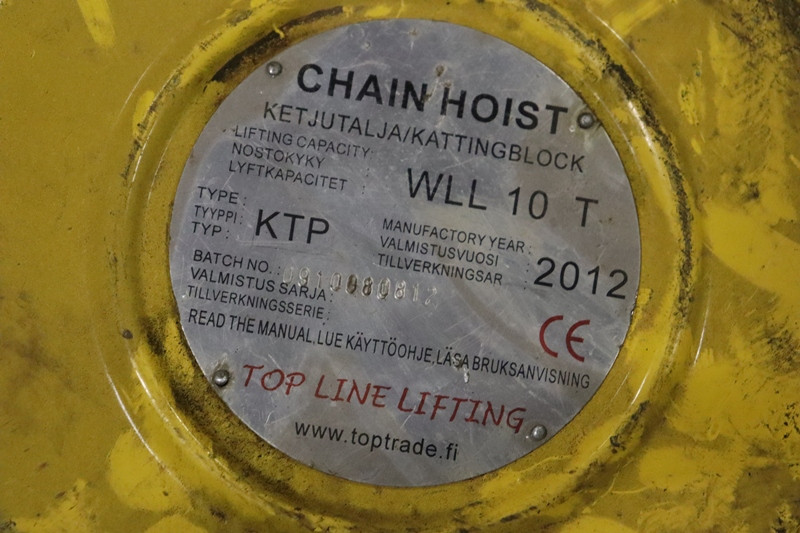 CHAIN HOIST
KETJUTALJA/KATTINGBLOCK
LIFTING CAPACITY:
NOSTOKYKY :
LYFTKAPACITET :
WLL 10 T
TYPE :
TYYPPI :
TYP :
KTP
MANUFACTORY YEAR :
VALMISTUSVUOSI :
TILLVERKNINGSAR :
2012
BATCH NO. :
VALMISTUS SARJA :
TILLVERKNINGSSERIE :
READ THE MANUAL,LUE KÄYTTÖOHJE,LÄSA BRUKSANVISNING
CE
TOP LINE LIFTING
www.toptrade.fi